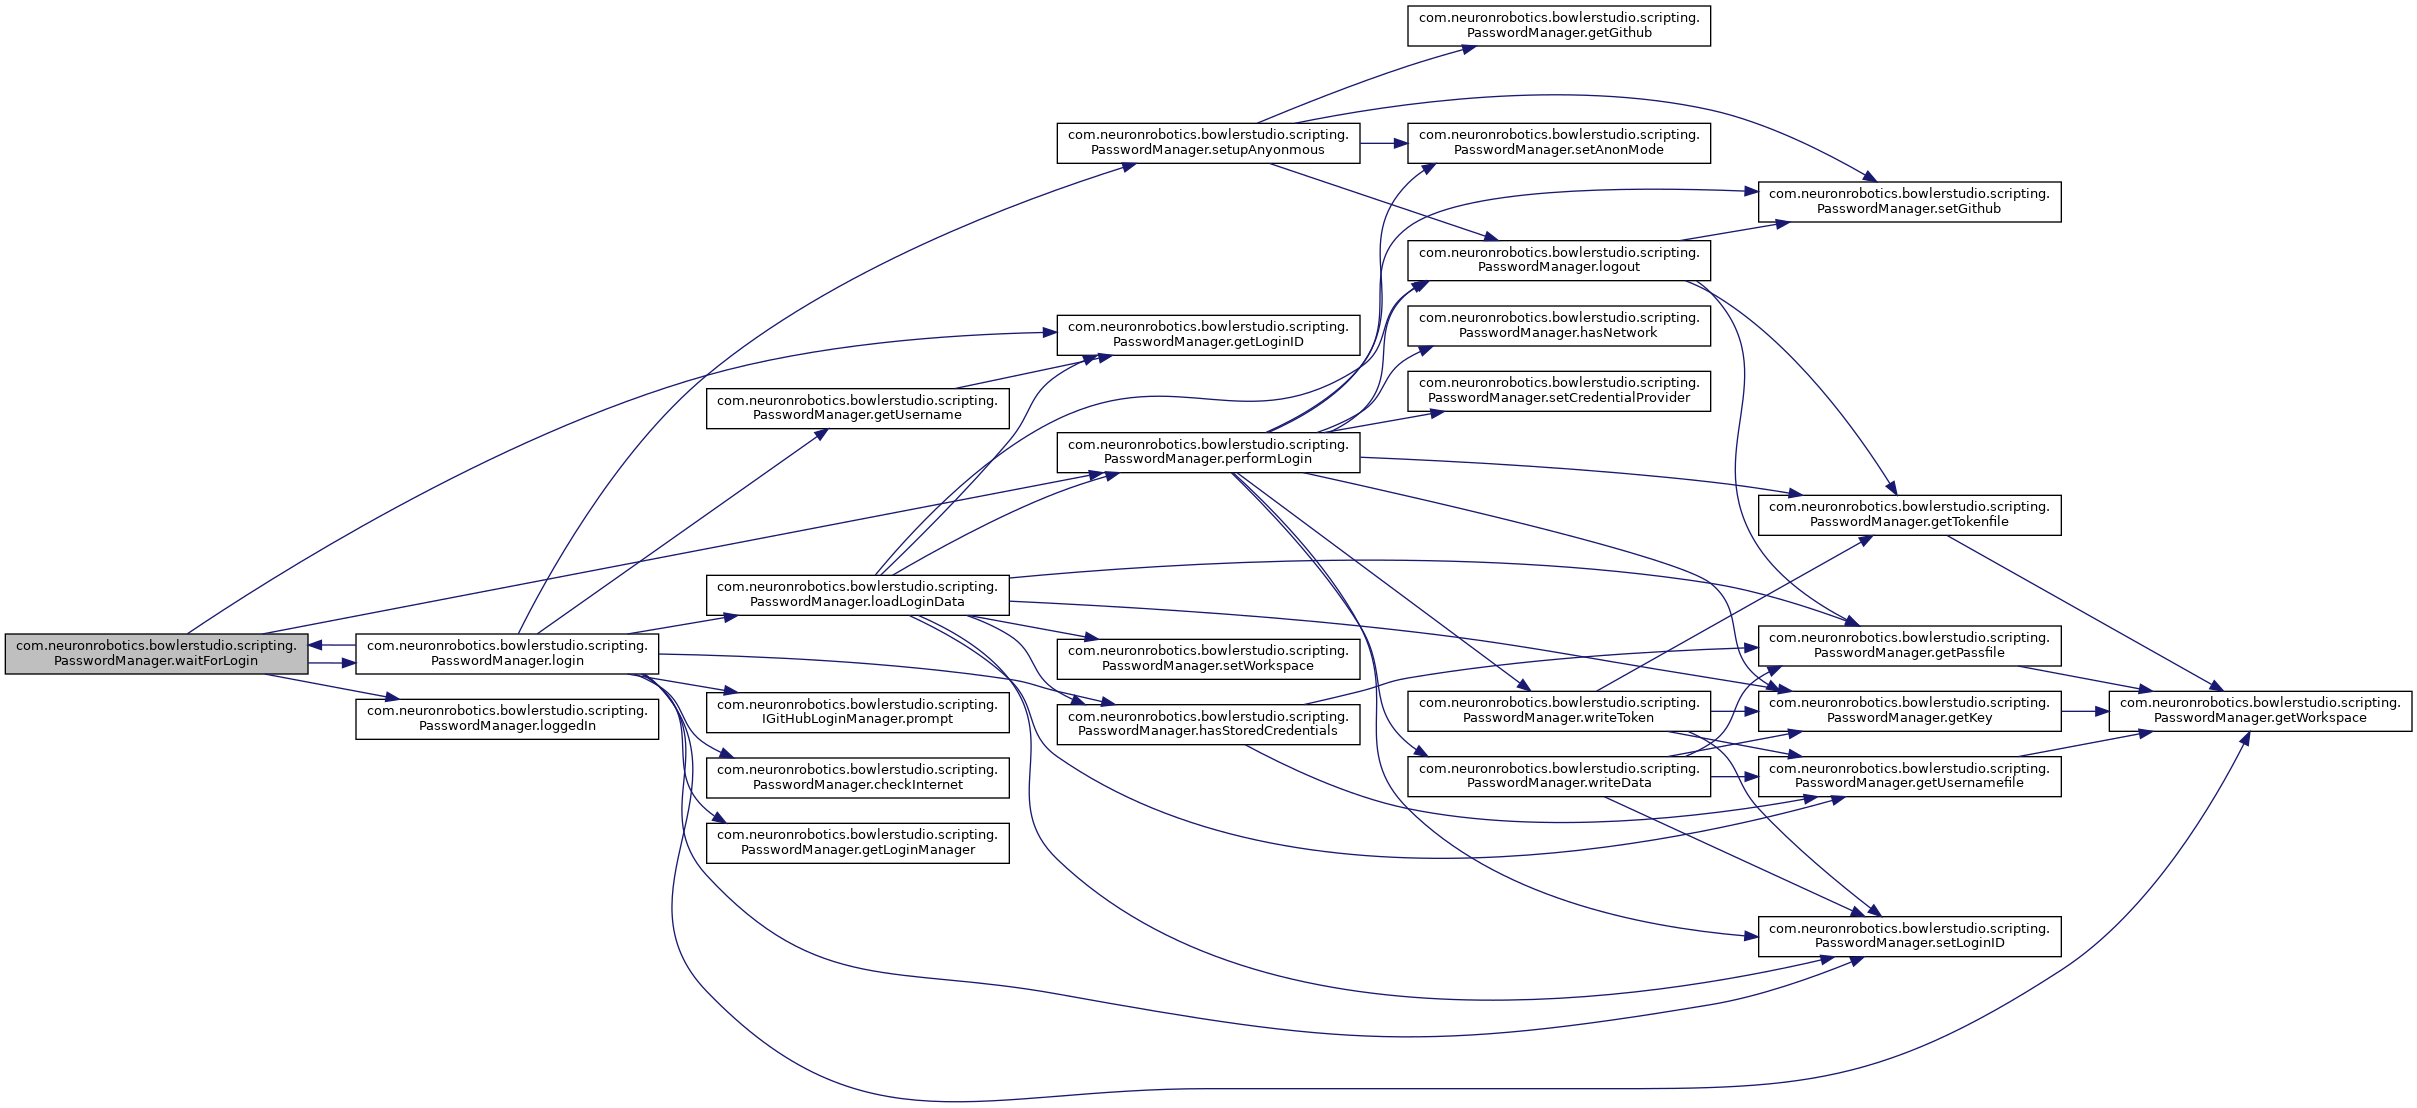 com.neuronrobotics.bowlerstudio.scripting.
PasswordManager.waitForLogin
com.neuronrobotics.bowlerstudio.scripting.
PasswordManager.login
com.neuronrobotics.bowlerstudio.scripting.
PasswordManager.loggedIn
com.neuronrobotics.bowlerstudio.scripting.
PasswordManager.getUsername
com.neuronrobotics.bowlerstudio.scripting.
PasswordManager.loadLoginData
com.neuronrobotics.bowlerstudio.scripting.
IGitHubLoginManager.prompt
com.neuronrobotics.bowlerstudio.scripting.
PasswordManager.checkInternet
com.neuronrobotics.bowlerstudio.scripting.
PasswordManager.getLoginManager
com.neuronrobotics.bowlerstudio.scripting.
PasswordManager.setupAnyonmous
com.neuronrobotics.bowlerstudio.scripting.
PasswordManager.getLoginID
com.neuronrobotics.bowlerstudio.scripting.
PasswordManager.performLogin
com.neuronrobotics.bowlerstudio.scripting.
PasswordManager.setWorkspace
com.neuronrobotics.bowlerstudio.scripting.
PasswordManager.hasStoredCredentials
com.neuronrobotics.bowlerstudio.scripting.
PasswordManager.getGithub
com.neuronrobotics.bowlerstudio.scripting.
PasswordManager.setAnonMode
com.neuronrobotics.bowlerstudio.scripting.
PasswordManager.logout
com.neuronrobotics.bowlerstudio.scripting.
PasswordManager.hasNetwork
com.neuronrobotics.bowlerstudio.scripting.
PasswordManager.setCredentialProvider
com.neuronrobotics.bowlerstudio.scripting.
PasswordManager.writeToken
com.neuronrobotics.bowlerstudio.scripting.
PasswordManager.writeData
com.neuronrobotics.bowlerstudio.scripting.
PasswordManager.setGithub
com.neuronrobotics.bowlerstudio.scripting.
PasswordManager.getTokenfile
com.neuronrobotics.bowlerstudio.scripting.
PasswordManager.getPassfile
com.neuronrobotics.bowlerstudio.scripting.
PasswordManager.getKey
com.neuronrobotics.bowlerstudio.scripting.
PasswordManager.getUsernamefile
com.neuronrobotics.bowlerstudio.scripting.
PasswordManager.setLoginID
com.neuronrobotics.bowlerstudio.scripting.
PasswordManager.getWorkspace